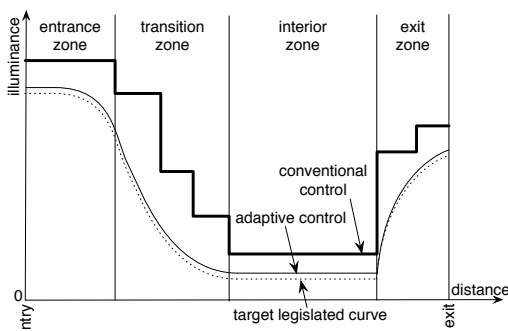 entrance
zone
transition
zone
interior
zone
exit
zone
illuminance
conventional
control
adaptive control
0
distance
target legislated curve
ntry
exit